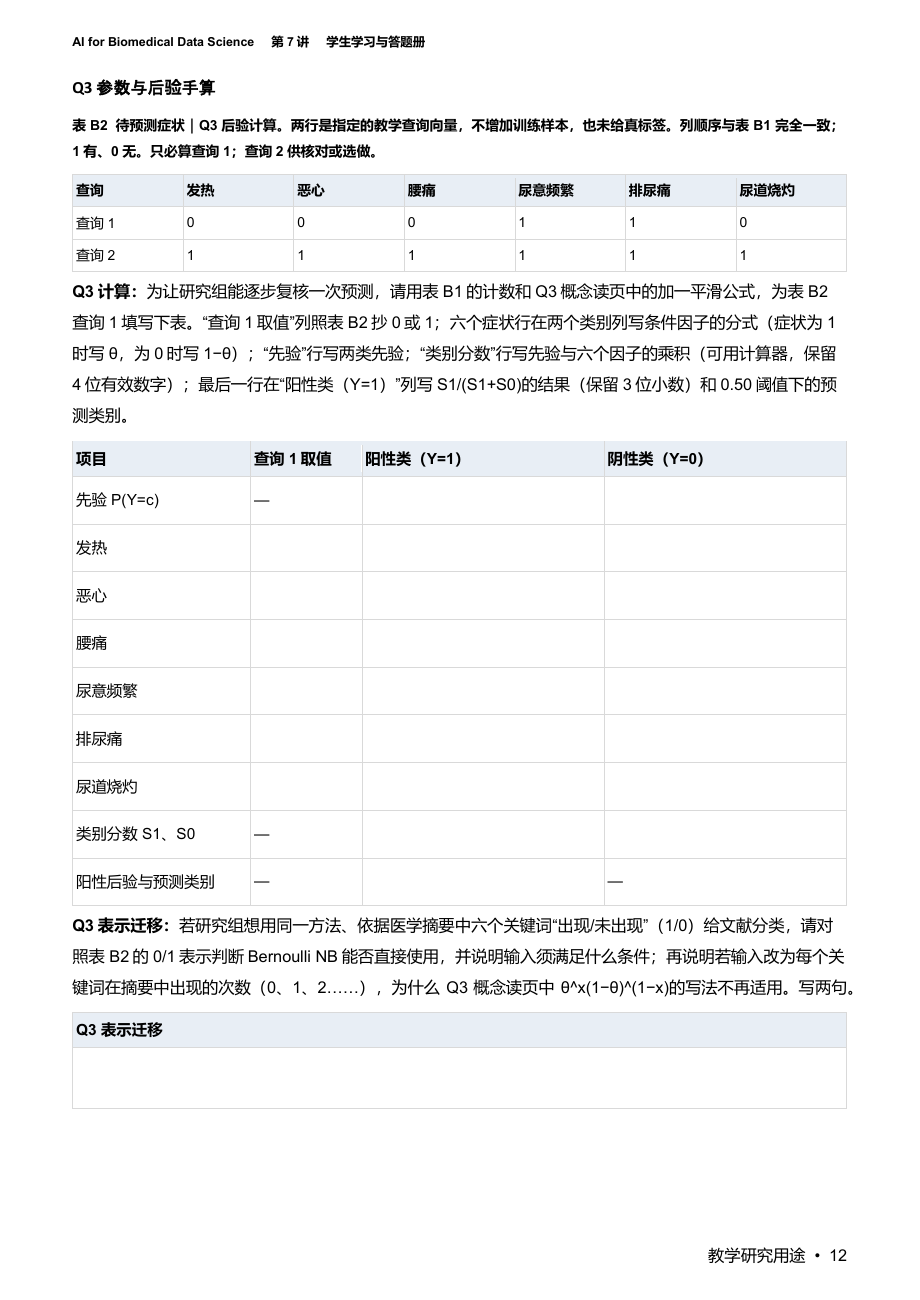 AI for Biomedical Data Science 第 7 讲 学生学习与答题册
Q3 参数与后验手算
表 B2 待预测症状｜Q3 后验计算。两行是指定的教学查询向量，不增加训练样本，也未给真标签。列顺序与表 B1 完全一致；
1 有、0 无。只必算查询 1；查询 2 供核对或选做。
查询 发热 恶心 腰痛 尿意频繁 排尿痛 尿道烧灼
查询 1 0 0 0 1 1 0
查询 2 1 1 1 1 1 1
Q3 计算：为让研究组能逐步复核一次预测，请用表 B1 的计数和 Q3 概念读页中的加一平滑公式，为表 B2
查询 1 填写下表。“查询 1 取值”列照表 B2 抄 0 或 1；六个症状行在两个类别列写条件因子的分式（症状为 1
时写 θ，为 0 时写 1−θ）；“先验”行写两类先验；“类别分数”行写先验与六个因子的乘积（可用计算器，保留
4 位有效数字）；最后一行在“阳性类（Y=1）”列写 S1/(S1+S0)的结果（保留 3 位小数）和 0.50 阈值下的预
测类别。
项目 查询 1 取值 阳性类（Y=1） 阴性类（Y=0）
先验 P(Y=c) —
发热
恶心
腰痛
尿意频繁
排尿痛
尿道烧灼
类别分数 S1、S0 —
阳性后验与预测类别 — —
Q3 表示迁移：若研究组想用同一方法、依据医学摘要中六个关键词“出现/未出现”（1/0）给文献分类，请对
照表 B2 的 0/1 表示判断 Bernoulli NB 能否直接使用，并说明输入须满足什么条件；再说明若输入改为每个关
键词在摘要中出现的次数（0、1、2……），为什么 Q3 概念读页中 θ^x(1−θ)^(1−x)的写法不再适用。写两句。
Q3 表示迁移
教学研究用途 • 12